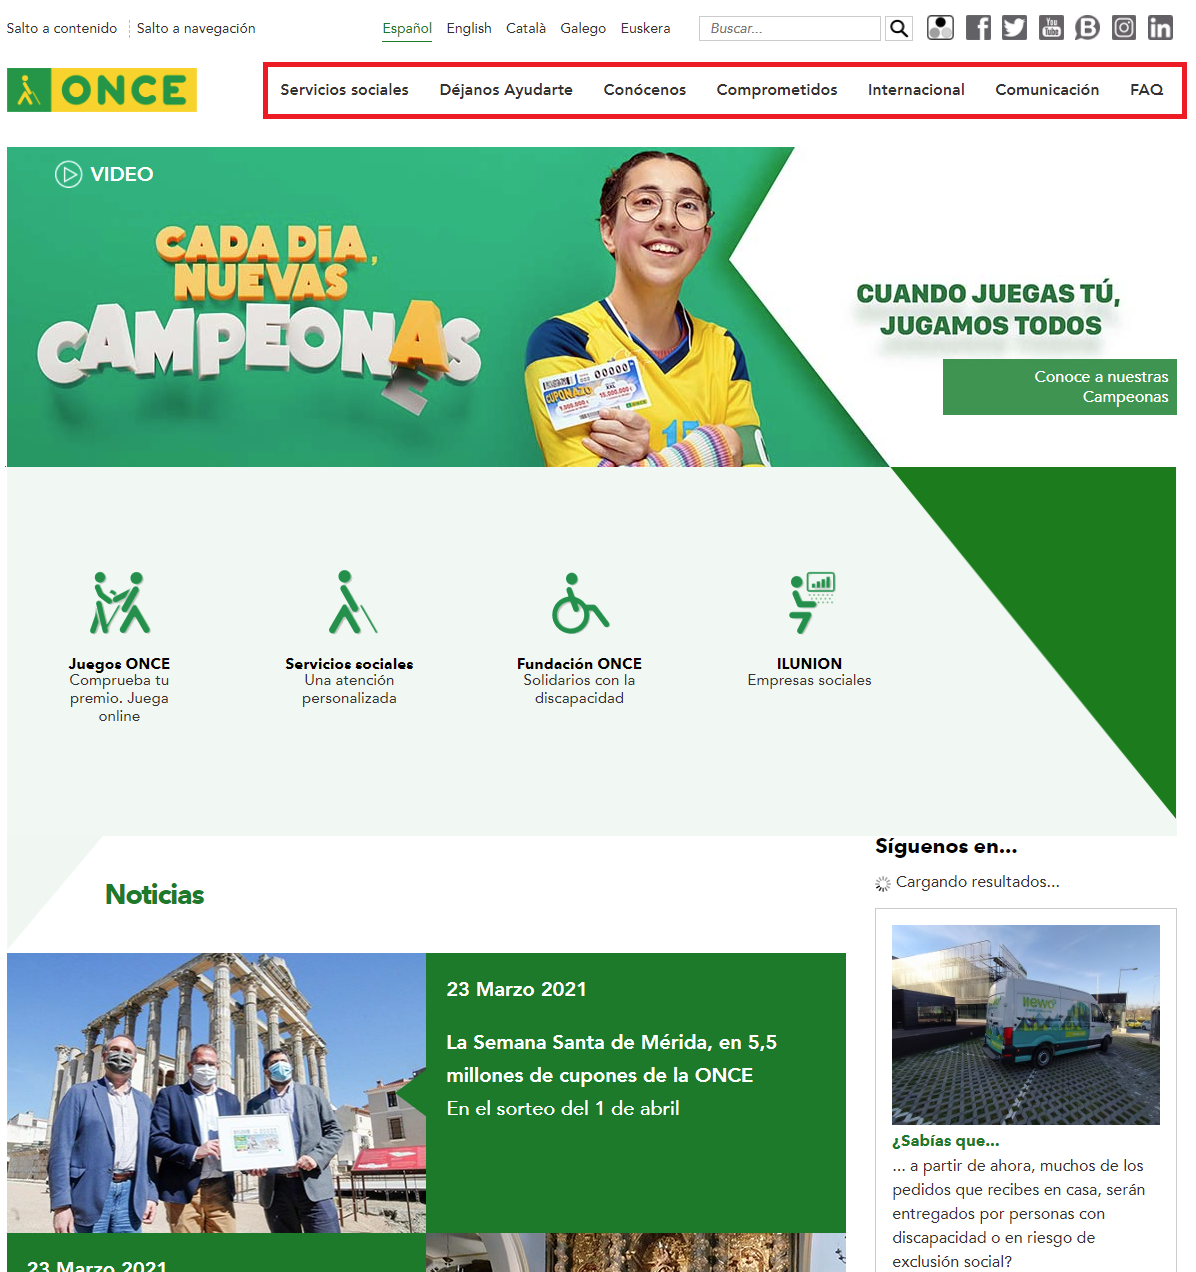 Salto a contenido
Salto a navegación
Español English Català Galego Euskera
Buscar...
ONCE
Servicios sociales Déjanos Ayudarte Conócenos Comprometidos Internacional Comunicación FAQ
VIDEO
CADA DÍA,
NUEVAS
CAMPEONAS
CUPONAZO
00000
CUANDO JUEGAS TÚ,
JUGAMOS TODOS
Conoce a nuestras
Campeonas
Juegos ONCE
Comprueba tu
premio. Juega
online
Servicios sociales
Una atención
personalizada
Fundación ONCE
Solidarios con la
discapacidad
ILUNION
Empresas sociales
Noticias
23 Marzo 2021
La Semana Santa de Mérida, en 5,5
millones de cupones de la ONCE
En el sorteo del 1 de abril
23 Marzo 2021
Síguenos en...
Cargando resultados...
¿Sabías que...
... a partir de ahora, muchos de los
pedidos que recibes en casa, serán
entregados por personas con
discapacidad o en riesgo de
exclusión social?